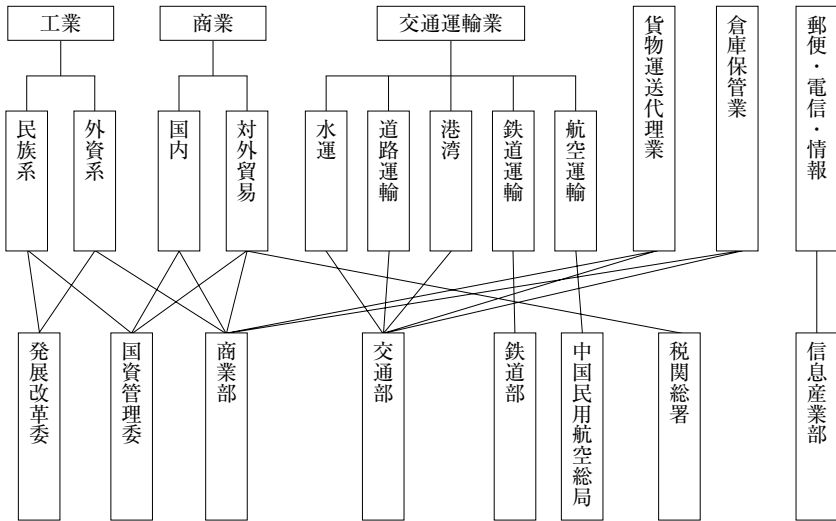 工業
商業
交通運輸業
貨物運送代理業
倉庫保管業
郵便・電信・情報
民族系
外資系
国内
対外貿易
水運
道路運輸
港湾
鉄道運輸
航空運輸
発展改革委
国資管理委
商業部
交通部
鉄道部
中国民用航空総局
税関総署
信息産業部